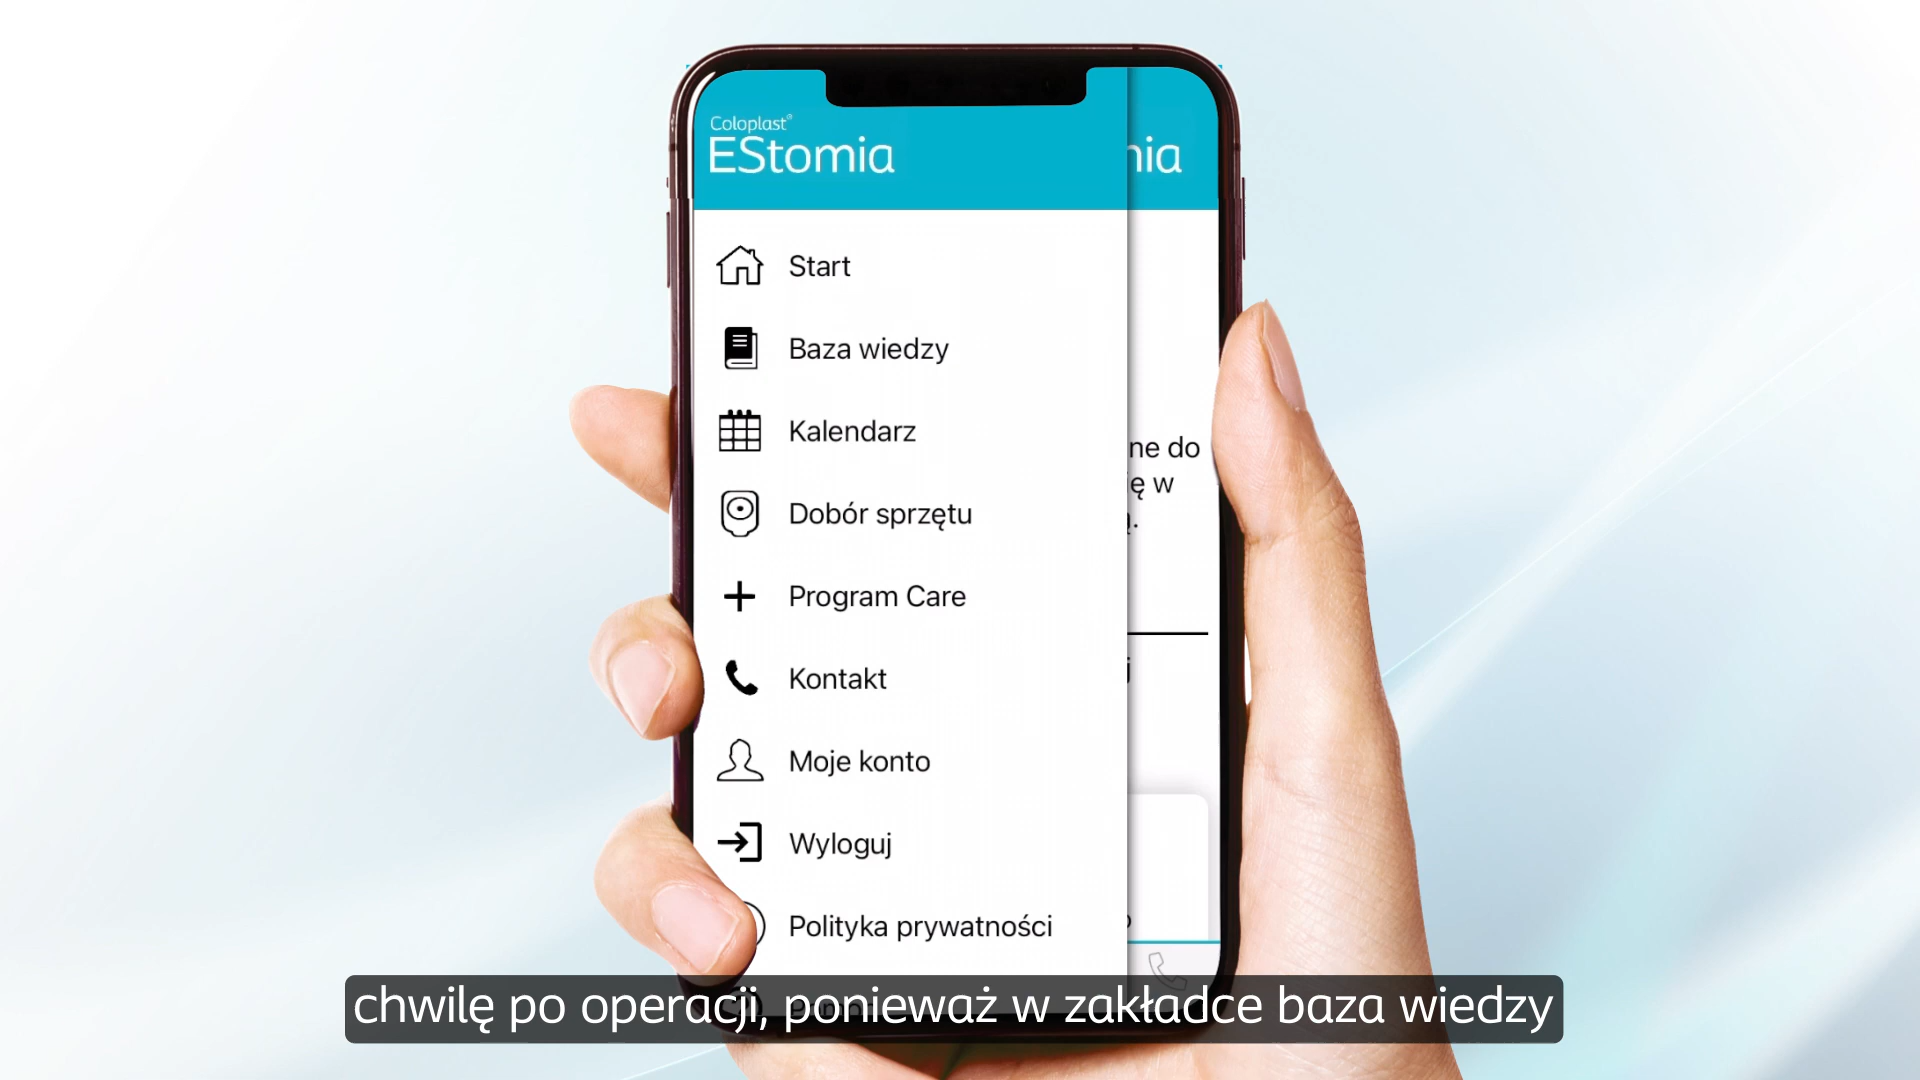 Coloplast®
EStomia
nia
Start
Baza wiedzy
Kalendarz
ne do
ę w
Dobór sprzętu
Program Care
Kontakt
Moje konto
Wyloguj
Polityka prywatności
chwilę po operacji, ponieważ w zakładce baza wiedzy